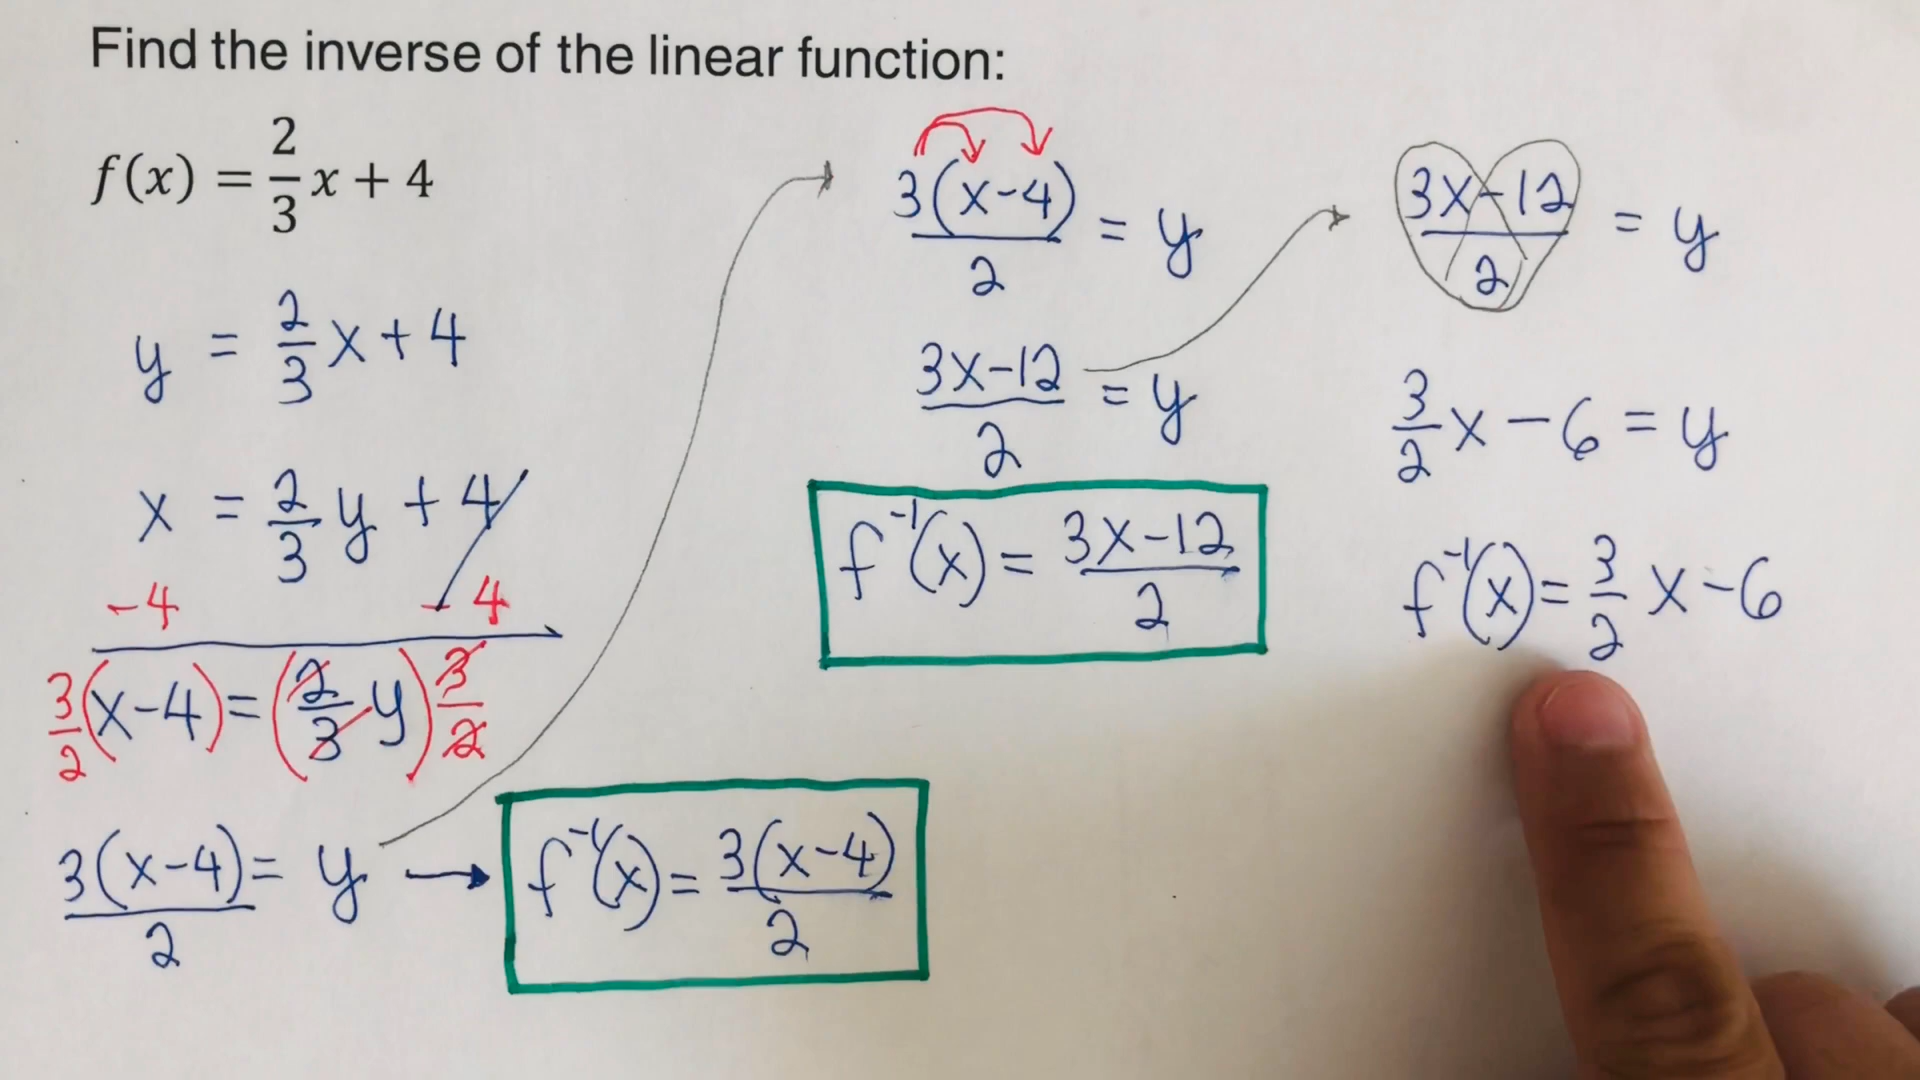 Find the inverse of the linear function:
f(x) = 2/3 x + 4
y = 2/3 x + 4
x = 2/3 y + 4
-4 - 4
3/2 (x-4) = (2/3 y) 3/2
3(x-4)/2 = y → f⁻¹(x) = 3(x-4)/2
3(x-4)/2 = y
3x-12/2 = y
f⁻¹(x) = 3x-12/2
3x-12/2 = y
3/2 x - 6 = y
f⁻¹(x) = 3/2 x - 6